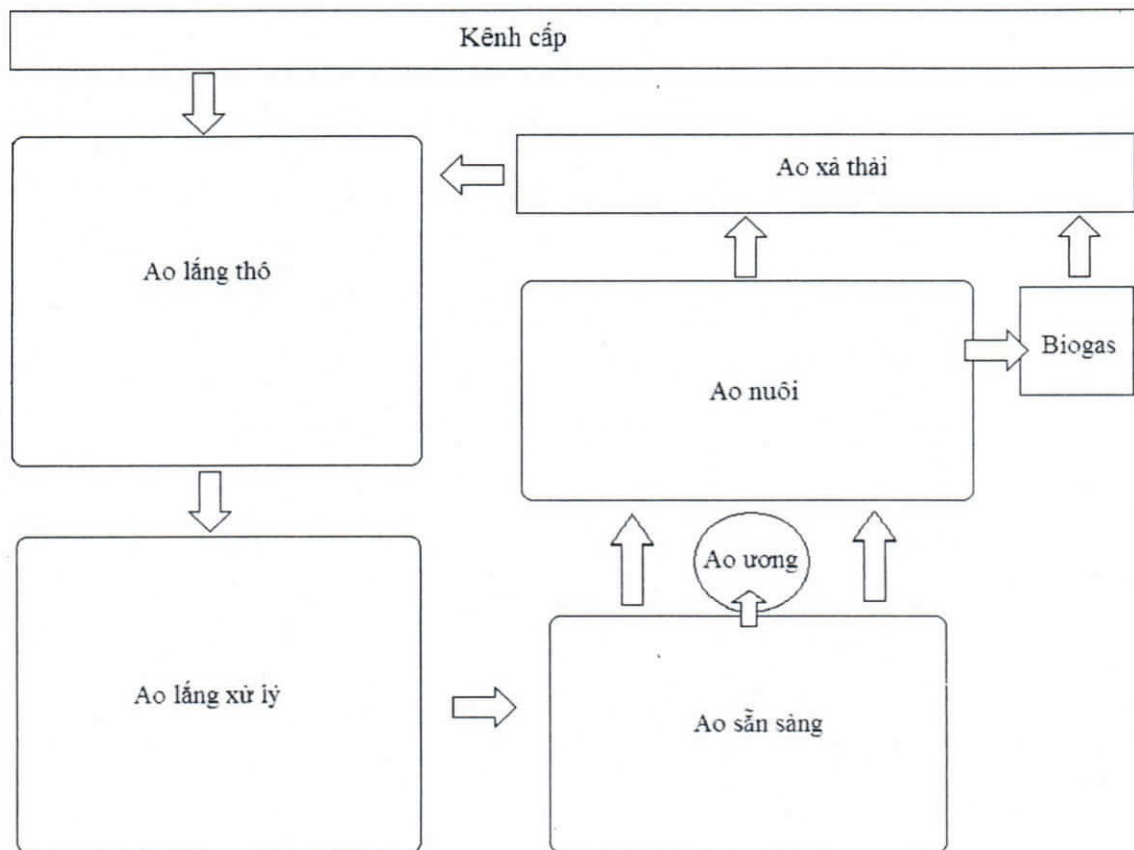 Kênh cấp
Ao xả thải
Ao lắng thô
Ao nuôi
Biogas
Ao ương
Ao lắng xử lý
Ao sẵn sàng